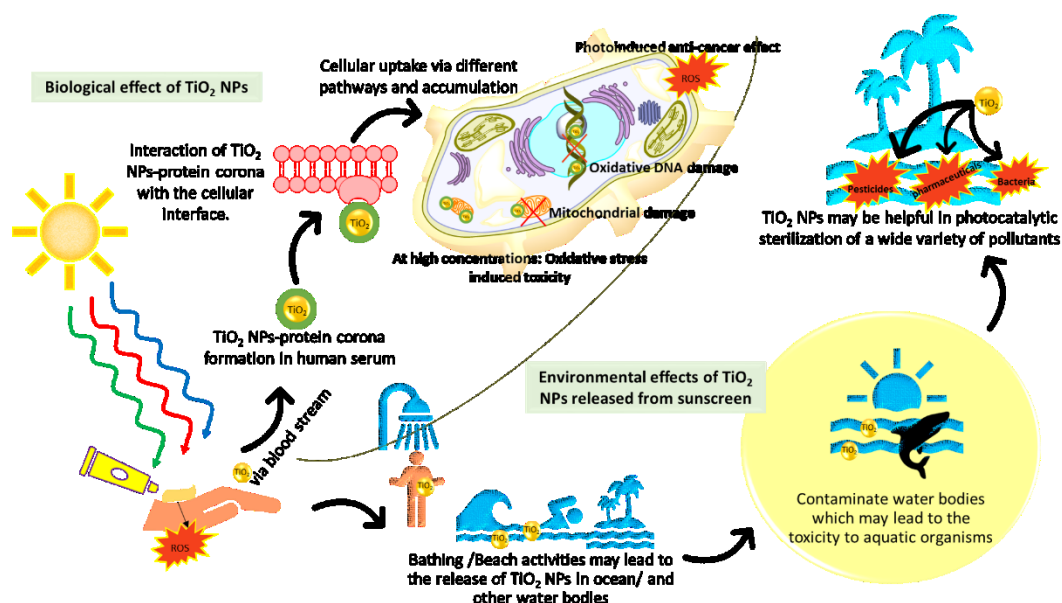 Biological effect of TiO₂ NPs
Cellular uptake via different
pathways and accumulation
Photoinduced anti-cancer effect
ROS
Interaction of TiO₂
NPs-protein corona
with the cellular
interface.
TiO₂
Oxidative DNA damage
Mitochondrial damage
At high concentrations: Oxidative stress
induced toxicity
TiO₂
TiO₂ NPs-protein corona
formation in human serum
TiO₂
via blood stream
ROS
TiO₂
TiO₂
TiO₂
Bathing /Beach activities may lead to
the release of TiO₂ NPs in ocean/ and
other water bodies
Environmental effects of TiO₂
NPs released from sunscreen
TiO₂
TiO₂
Contaminate water bodies
which may lead to the
toxicity to aquatic organisms
TiO₂
Pesticides
pharmaceuticals
Bacteria
TiO₂ NPs may be helpful in photocatalytic
sterilization of a wide variety of pollutants